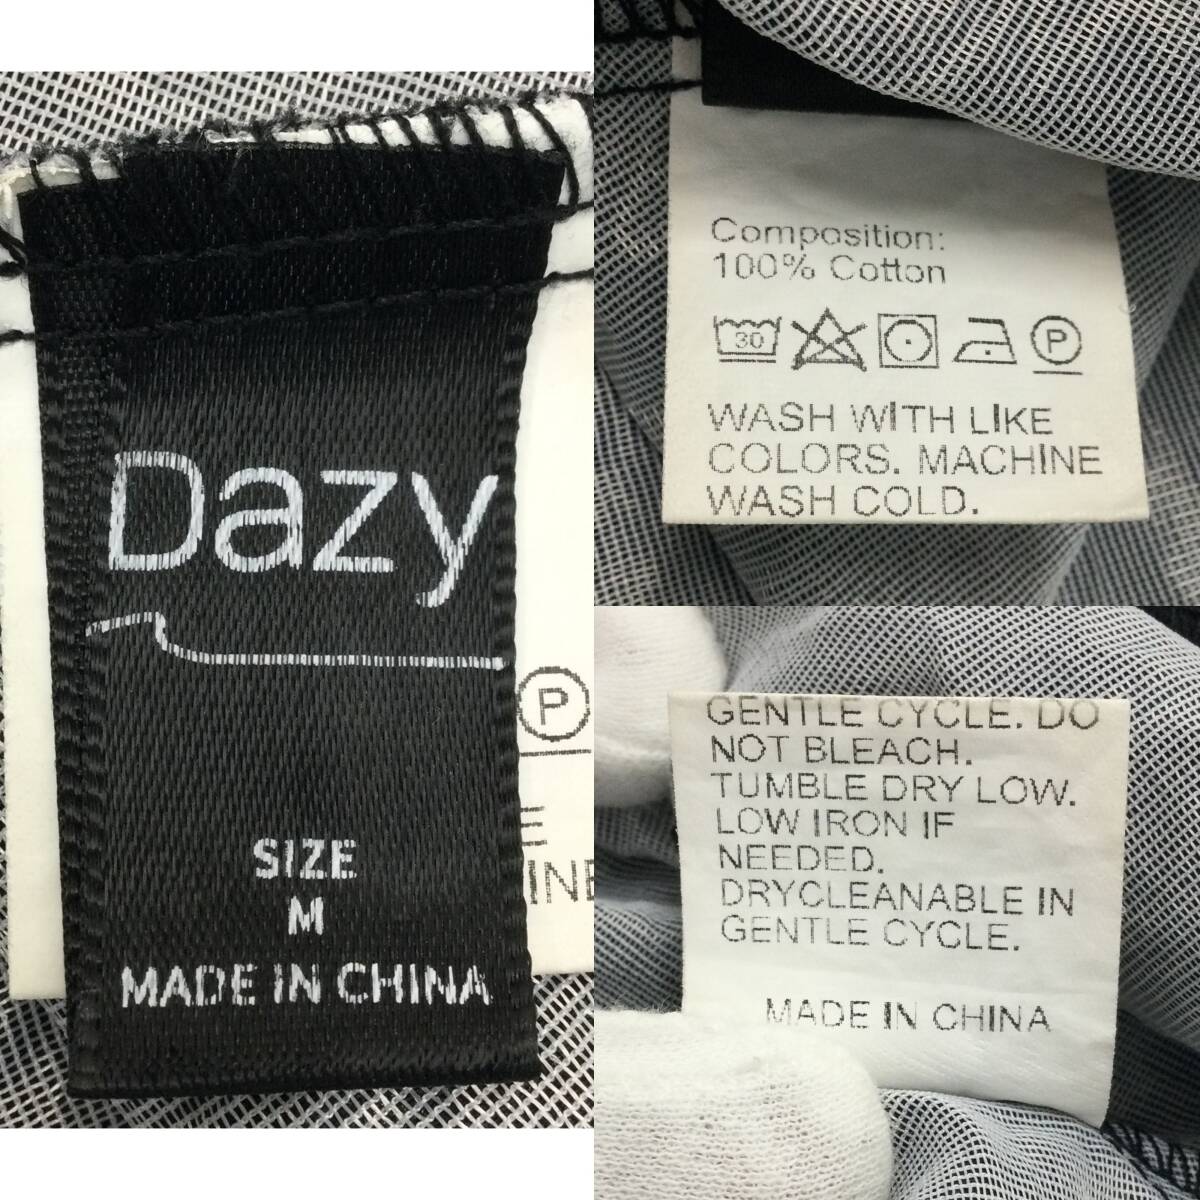 Dazy
SIZE
M
MADE IN CHINA
P
E
INE
Composition:
100% Cotton
30
P
WASH WITH LIKE
COLORS. MACHINE
WASH COLD.
GENTLE CYCLE. DO
NOT BLEACH.
TUMBLE DRY LOW.
LOW IRON IF
NEEDED.
DRYCLEANABLE IN
GENTLE CYCLE.
MADE IN CHINA